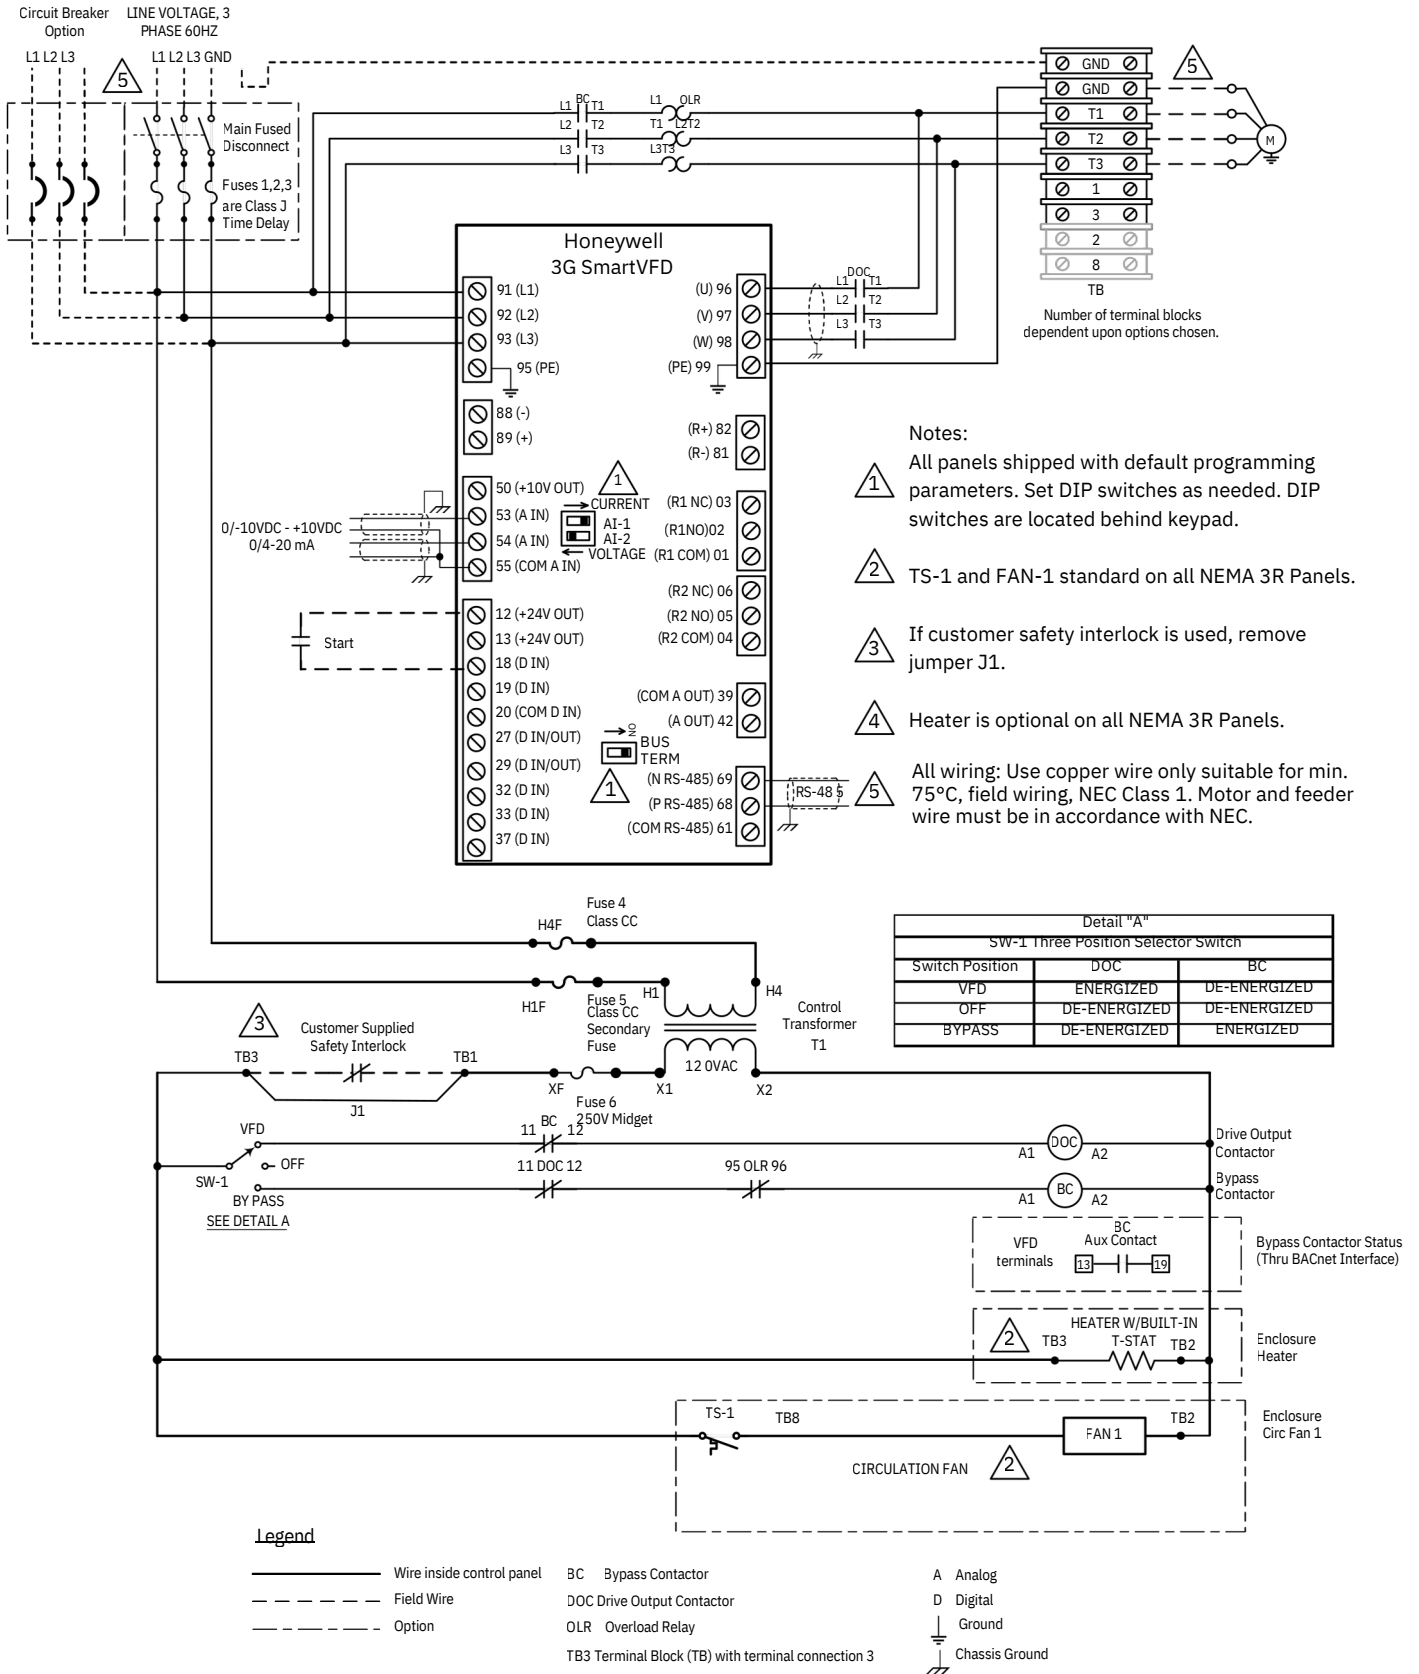 Circuit Breaker
Option
LINE VOLTAGE, 3
PHASE 60HZ
L1 L2 L3
L1 L2 L3 GND
5
Main Fused
Disconnect
Fuses 1,2,3
are Class J
Time Delay
L1 BC T1
L2 T2
L3 T3
L1 OLR
T1 L2T2
L3T3
GND
GND
T1
T2
T3
1
3
2
8
TB
5
M
Number of terminal blocks
dependent upon options chosen.
Honeywell
3G SmartVFD
91 (L1)
92 (L2)
93 (L3)
95 (PE)
88 (-)
89 (+)
50 (+10V OUT)
53 (A IN)
54 (A IN)
55 (COM A IN)
12 (+24V OUT)
13 (+24V OUT)
18 (D IN)
19 (D IN)
20 (COM D IN)
27 (D IN/OUT)
29 (D IN/OUT)
32 (D IN)
33 (D IN)
37 (D IN)
1
CURRENT
AI-1
AI-2
VOLTAGE
NO
BUS
TERM
1
(U) 96
(V) 97
(W) 98
(PE) 99
(R+) 82
(R-) 81
(R1 NC) 03
(R1NO)02
(R1 COM) 01
(R2 NC) 06
(R2 NO) 05
(R2 COM) 04
(COM A OUT) 39
(A OUT) 42
(N RS-485) 69
(P RS-485) 68
(COM RS-485) 61
DOC
L1 T1
L2 T2
L3 T3
0/-10VDC - +10VDC
0/4-20 mA
Start
RS-48 5
Notes:
1
All panels shipped with default programming
parameters. Set DIP switches as needed. DIP
switches are located behind keypad.
2
TS-1 and FAN-1 standard on all NEMA 3R Panels.
3
If customer safety interlock is used, remove
jumper J1.
4
Heater is optional on all NEMA 3R Panels.
5
All wiring: Use copper wire only suitable for min.
75°C, field wiring, NEC Class 1. Motor and feeder
wire must be in accordance with NEC.
Fuse 4
Class CC
H4F
H1F
Fuse 5
Class CC
Secondary
Fuse
H1
H4
Control
Transformer
T1
12 0VAC
X1
X2
XF
Fuse 6
250V Midget
Detail "A"
SW-1 Three Position Selector Switch
Switch Position DOC BC
VFD ENERGIZED DE-ENERGIZED
OFF DE-ENERGIZED DE-ENERGIZED
BYPASS DE-ENERGIZED ENERGIZED
3
Customer Supplied
Safety Interlock
TB3
TB1
J1
VFD
OFF
SW-1
BY PASS
SEE DETAIL A
11 BC 12
11 DOC 12
95 OLR 96
A1 DOC A2
Drive Output
Contactor
A1 BC A2
Bypass
Contactor
VFD
terminals
BC
Aux Contact
13
19
Bypass Contactor Status
(Thru BACnet Interface)
2
HEATER W/BUILT-IN
TB3 T-STAT TB2
Enclosure
Heater
TS-1
TB8
FAN 1
TB2
Enclosure
Circ Fan 1
CIRCULATION FAN
2
Legend
Wire inside control panel
Field Wire
Option
BC Bypass Contactor
DOC Drive Output Contactor
OLR Overload Relay
TB3 Terminal Block (TB) with terminal connection 3
A Analog
D Digital
Ground
Chassis Ground